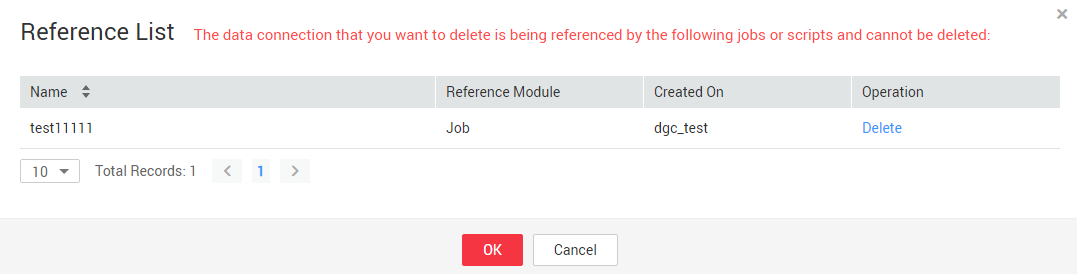 Reference List The data connection that you want to delete is being referenced by the following jobs or scripts and cannot be deleted:
Name Reference Module Created On Operation
test11111 Job dgc_test Delete
10 Total Records: 1 < 1 >
OK Cancel